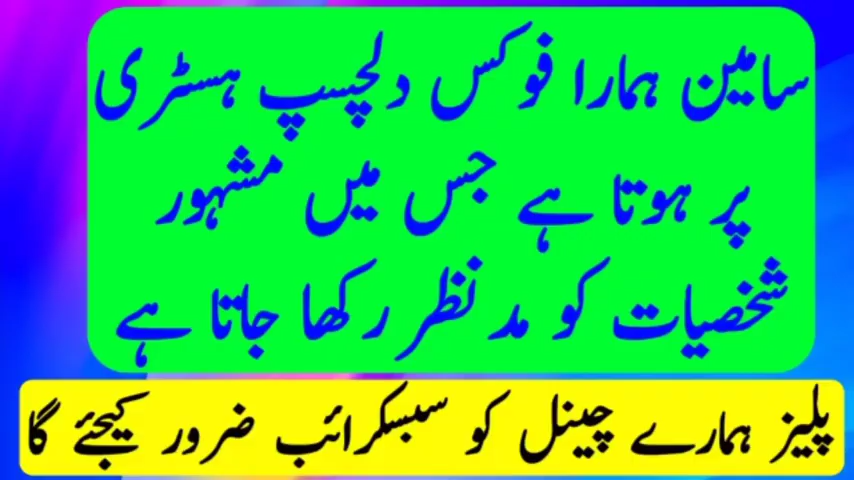 سامین ہمارا فوکس دلچسپ ہسٹری
پر ہوتا ہے جس میں مشہور
شخصیات کو مدنظر رکھا جاتا ہے
پلیز ہمارے چینل کو سبسکرائب ضرور کیجئے گا